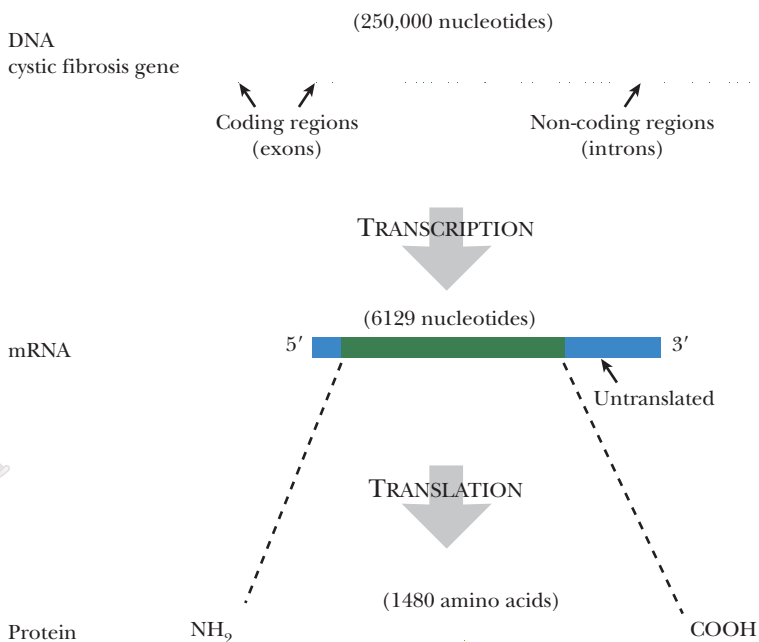 (250,000 nucleotides)
DNA
cystic fibrosis gene
Coding regions
(exons)
Non-coding regions
(introns)
TRANSCRIPTION
(6129 nucleotides)
mRNA
5′
3′
Untranslated
TRANSLATION
(1480 amino acids)
Protein
NH₂
COOH